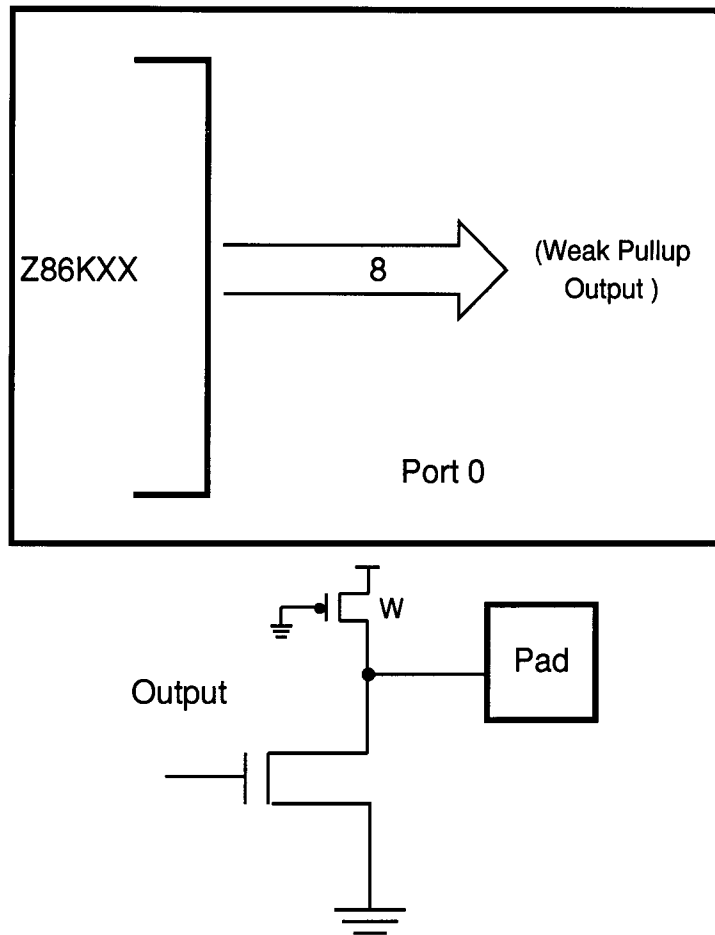 Z86KXX
8
(Weak Pullup
Output )
Port 0
W
Pad
Output